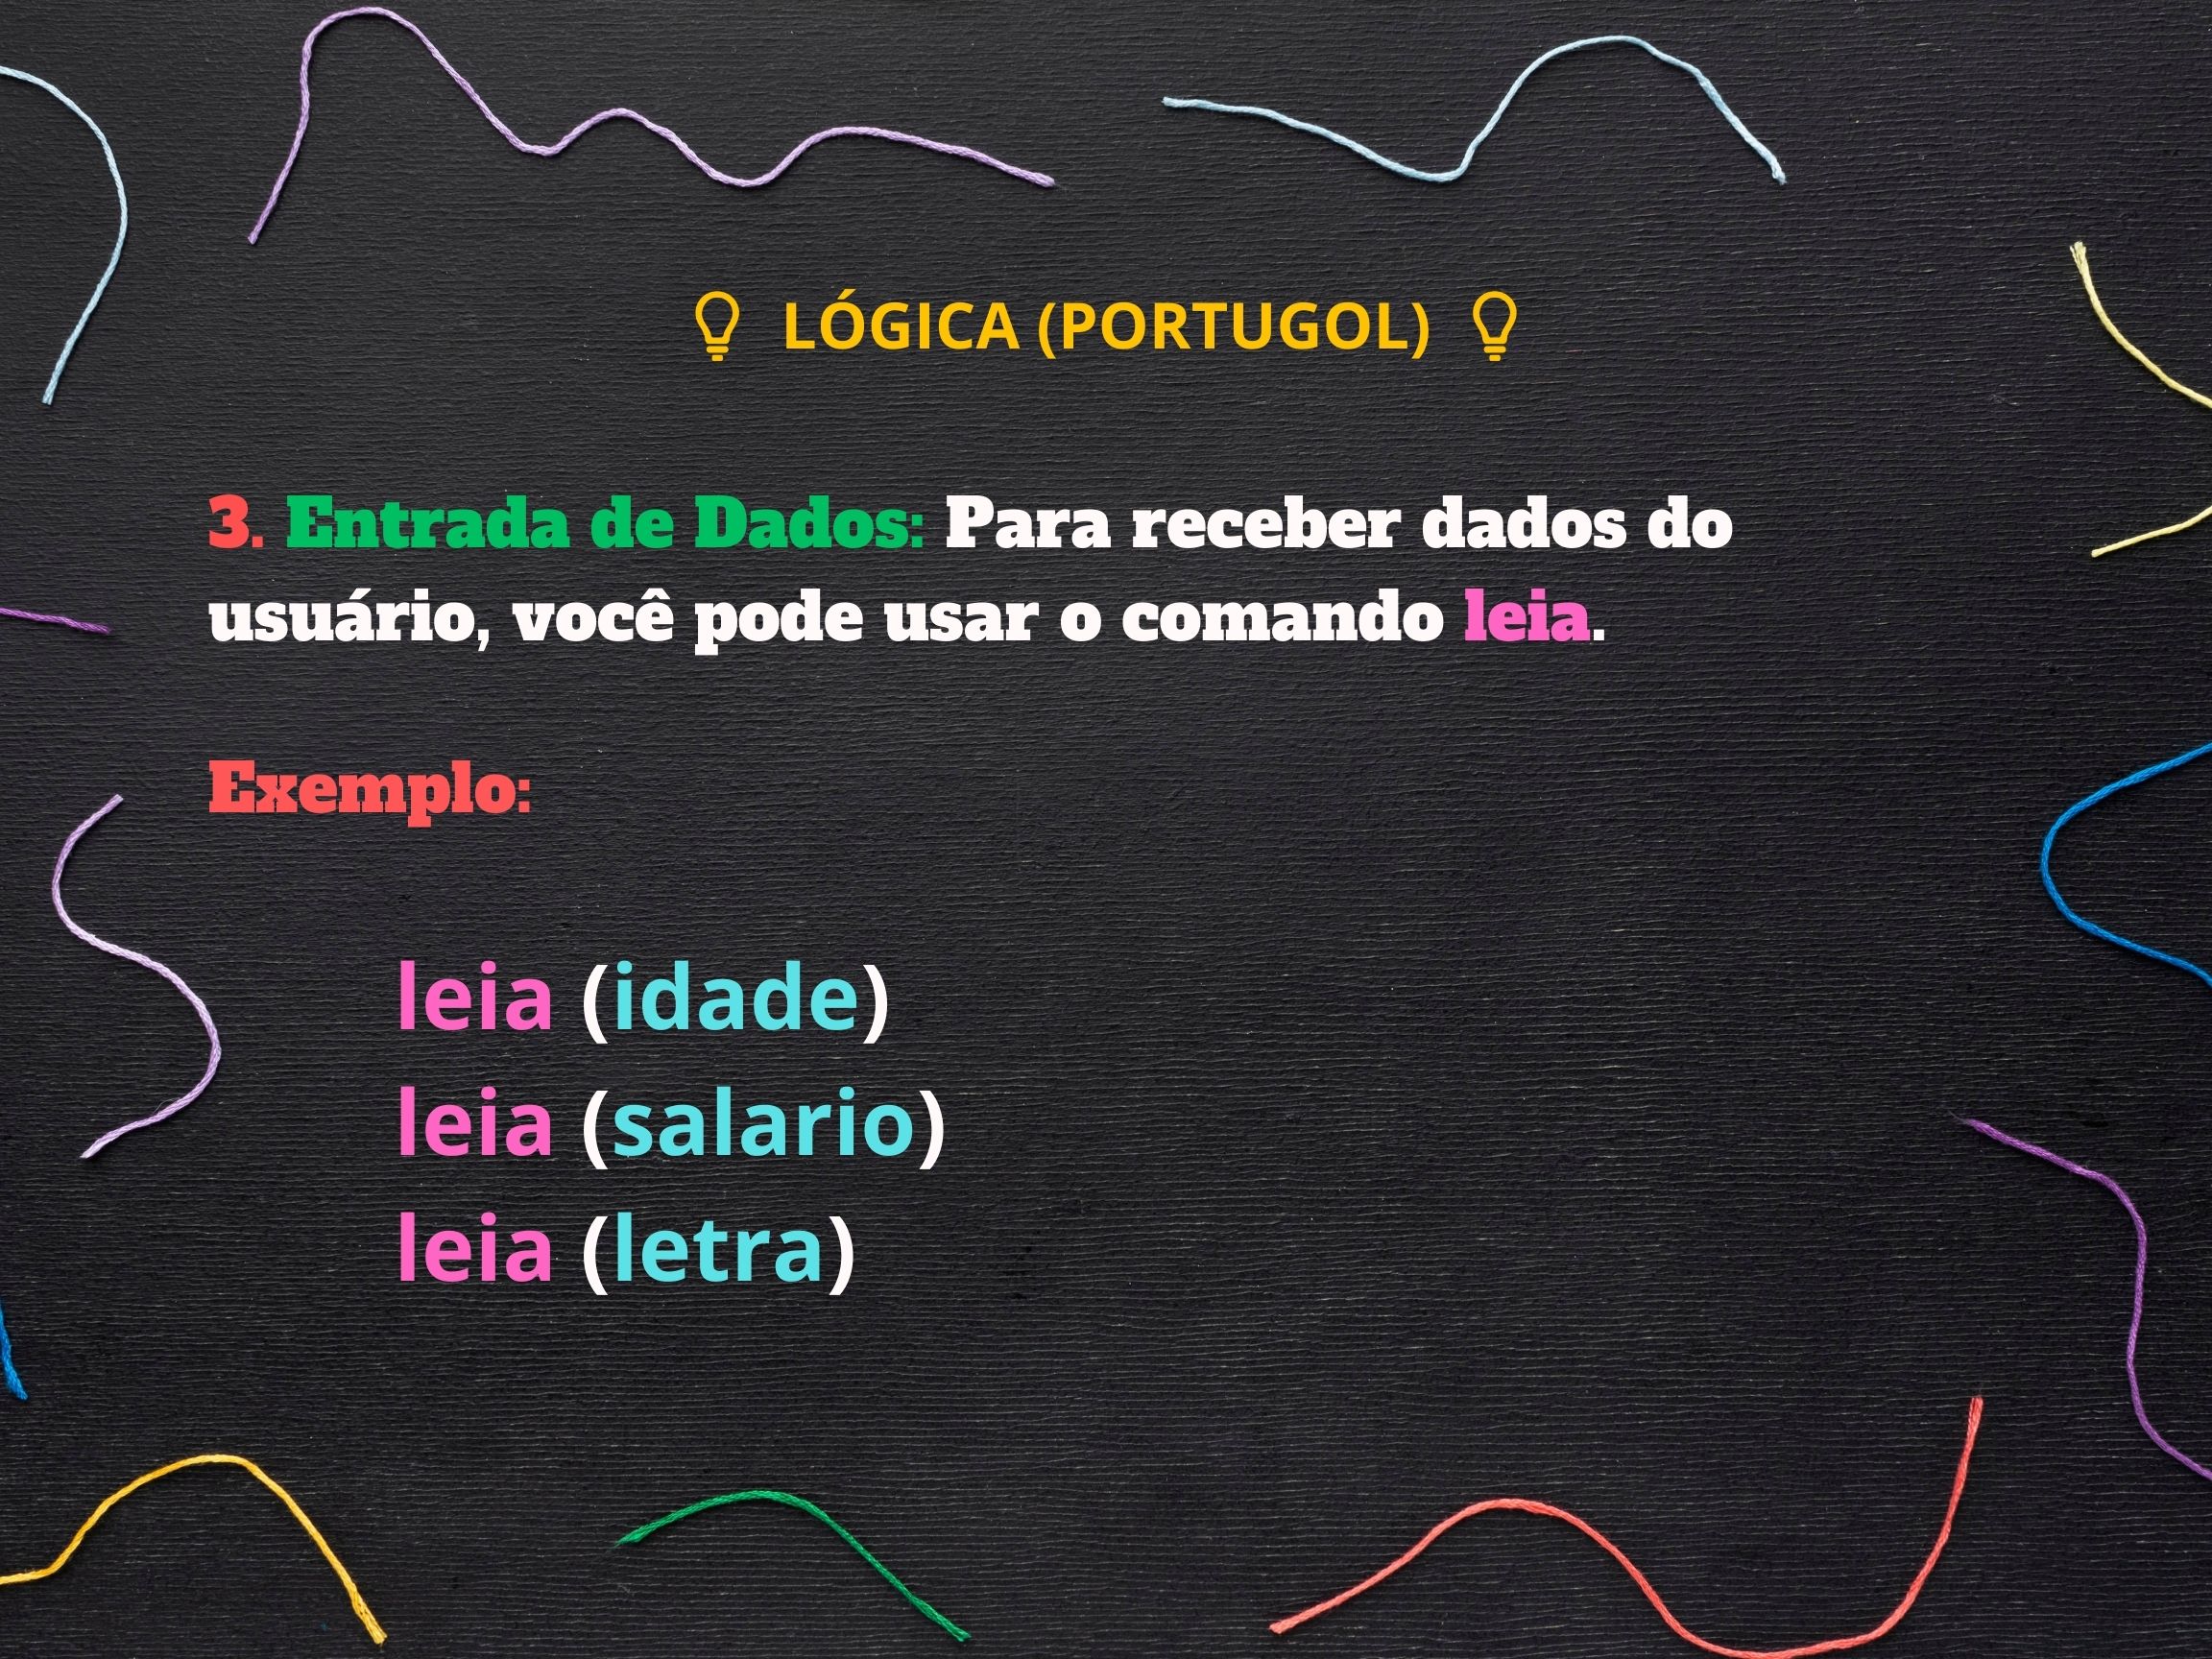 LÓGICA (PORTUGOL)
3. Entrada de Dados: Para receber dados do
usuário, você pode usar o comando leia.
Exemplo:
leia (idade)
leia (salario)
leia (letra)